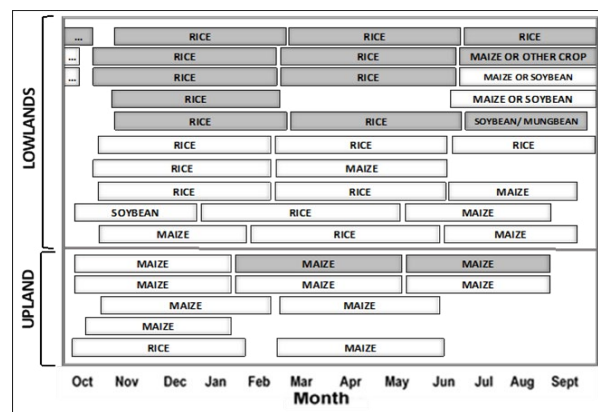 LOWLANDS
... RICE RICE RICE
... RICE RICE MAIZE OR OTHER CROP
... RICE RICE MAIZE OR SOYBEAN
RICE MAIZE OR SOYBEAN
RICE RICE SOYBEAN/ MUNGBEAN
RICE RICE RICE
RICE MAIZE
RICE RICE MAIZE
SOYBEAN RICE MAIZE
MAIZE RICE MAIZE
UPLAND
MAIZE MAIZE MAIZE
MAIZE MAIZE MAIZE
MAIZE MAIZE
MAIZE
RICE MAIZE
Oct Nov Dec Jan Feb Mar Apr May Jun Jul Aug Sept
Month